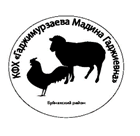 КФХ «Гаджимурзаева Мадина Гаджиевна»
Буйнакский район